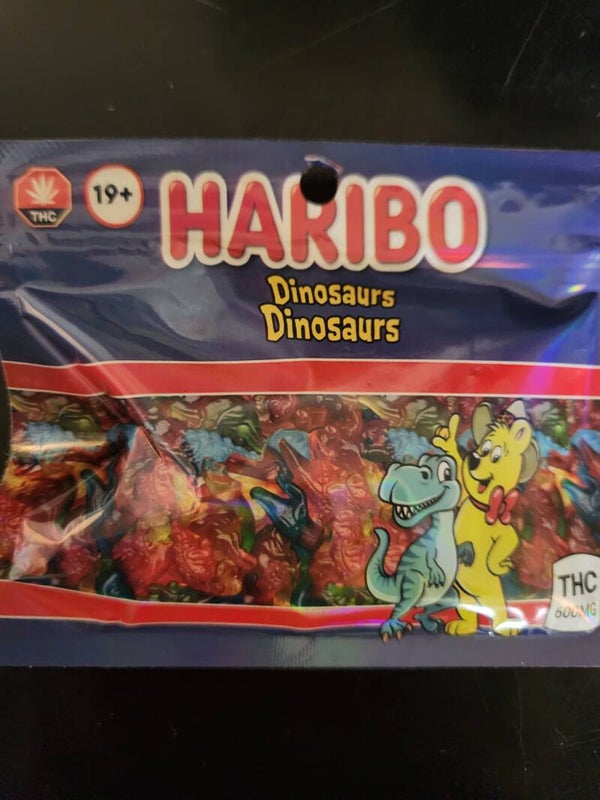 THC
19+
HARIBO
Dinosaurs
Dinosaurs
THC
600MG